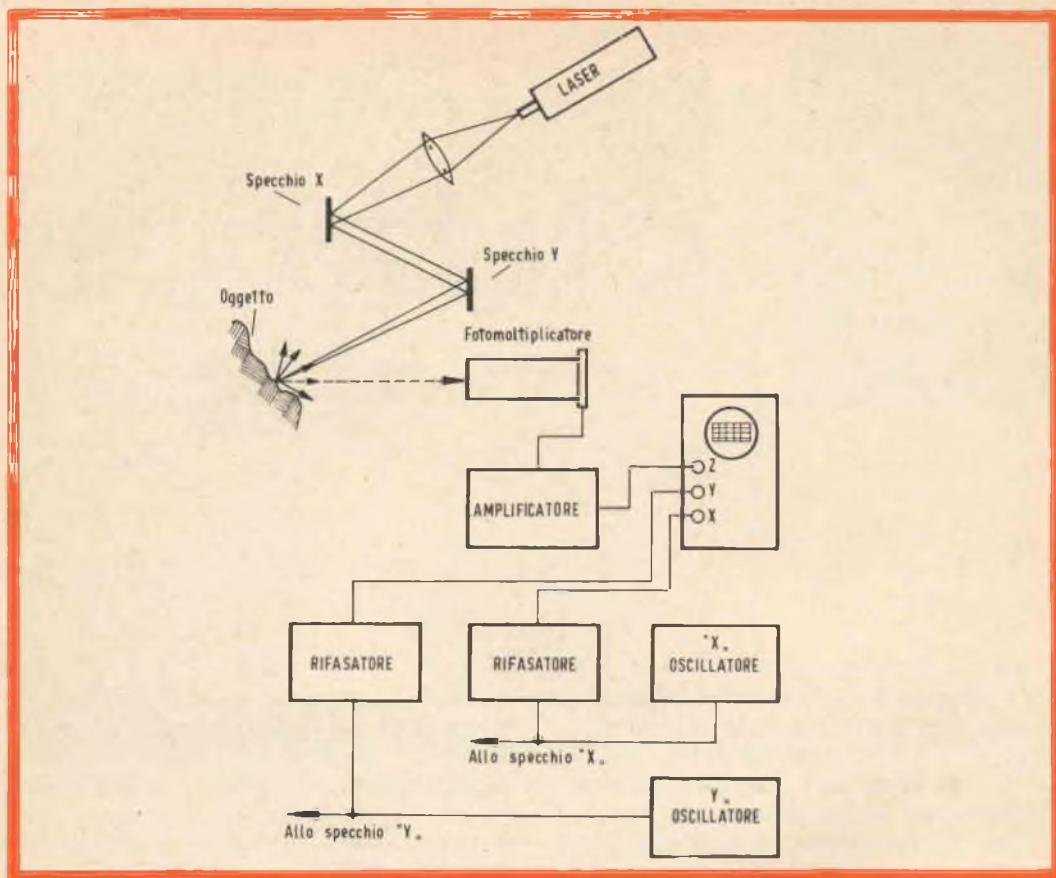 LASER
Specchio X
Specchio Y
Oggetto
Fotomoltiplicatore
Z
Y
X
AMPLIFICATORE
RIFASATORE
RIFASATORE
"X„
OSCILLATORE
Allo specchio "X„
Y„
OSCILLATORE
Allo specchio "Y„